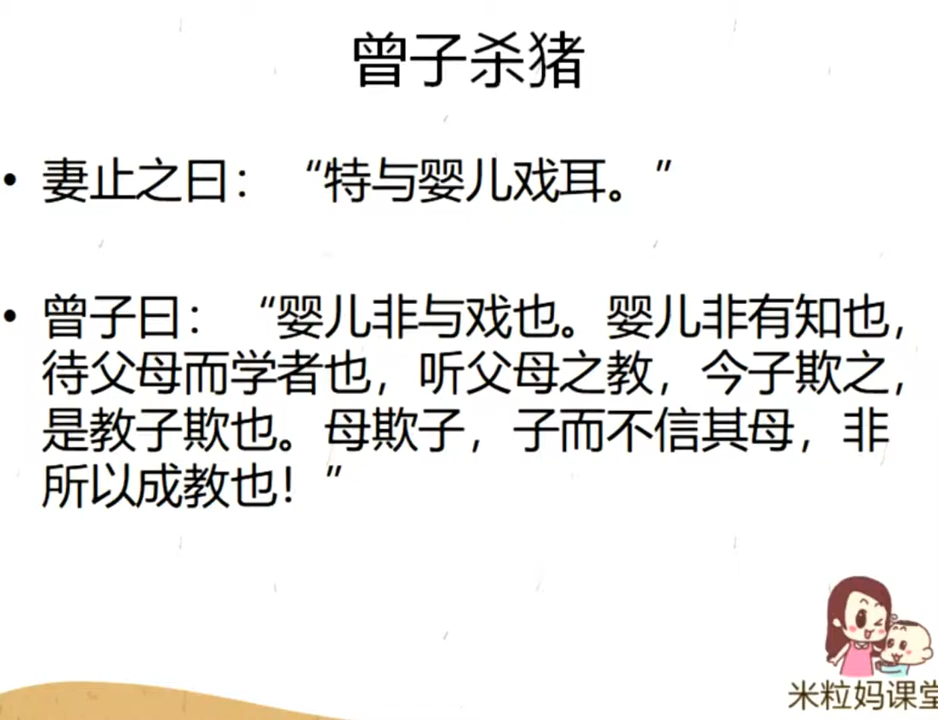 曾子杀猪
• 妻止之曰：“特与婴儿戏耳。”
• 曾子曰：“婴儿非与戏也。婴儿非有知也，
待父母而学者也，听父母之教，今子欺之，
是教子欺也。母欺子，子而不信其母，非
所以成教也！”
米粒妈课堂